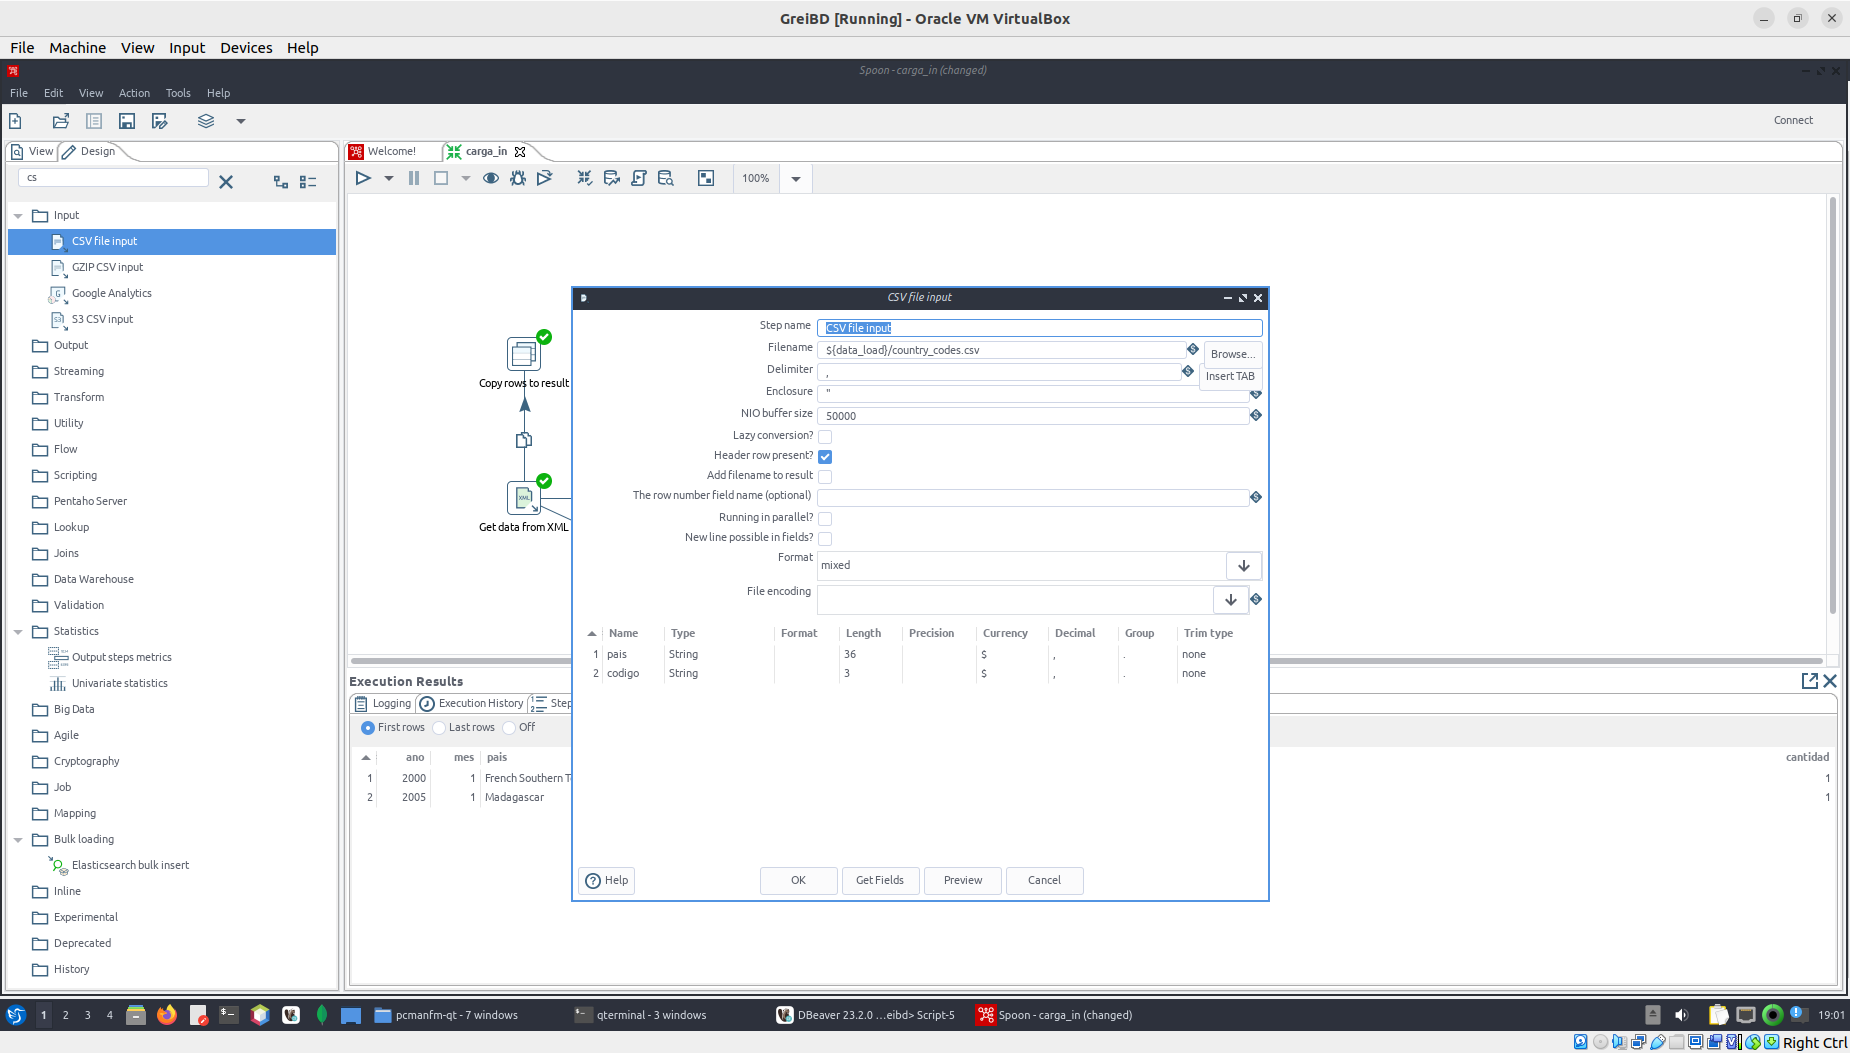 GreiBD [Running] - Oracle VM VirtualBox
File Machine View Input Devices Help
Spoon - carga_in (changed)
File Edit View Action Tools Help
Connect
View Design
Welcome! carga_in
cs
100%
Input
CSV file input
GZIP CSV input
Google Analytics
S3 CSV input
Output
Streaming
Transform
Utility
Flow
Scripting
Pentaho Server
Lookup
Joins
Data Warehouse
Validation
Statistics
Output steps metrics
Univariate statistics
Big Data
Agile
Cryptography
Job
Mapping
Bulk loading
Elasticsearch bulk insert
Inline
Experimental
Deprecated
History
Copy rows to result
XML
Get data from XML
CSV file input
Step name CSV file input
Filename ${data_load}/country_codes.csv Browse...
Delimiter , Insert TAB
Enclosure "
NIO buffer size 50000
Lazy conversion?
Header row present?
Add filename to result
The row number field name (optional)
Running in parallel?
New line possible in fields?
Format mixed
File encoding
Name Type Format Length Precision Currency Decimal Group Trim type
1 pais String 36 $ , . none
2 codigo String 3 $ , . none
Help OK Get Fields Preview Cancel
Execution Results
Logging Execution History Step
First rows Last rows Off
ano mes pais cantidad
1 2000 1 French Southern T 1
2 2005 1 Madagascar 1
1 2 3 4 pcmanfm-qt - 7 windows qterminal - 3 windows DBeaver 23.2.0 ...eibd> Script-5 Spoon - carga_in (changed) 19:01
Right Ctrl